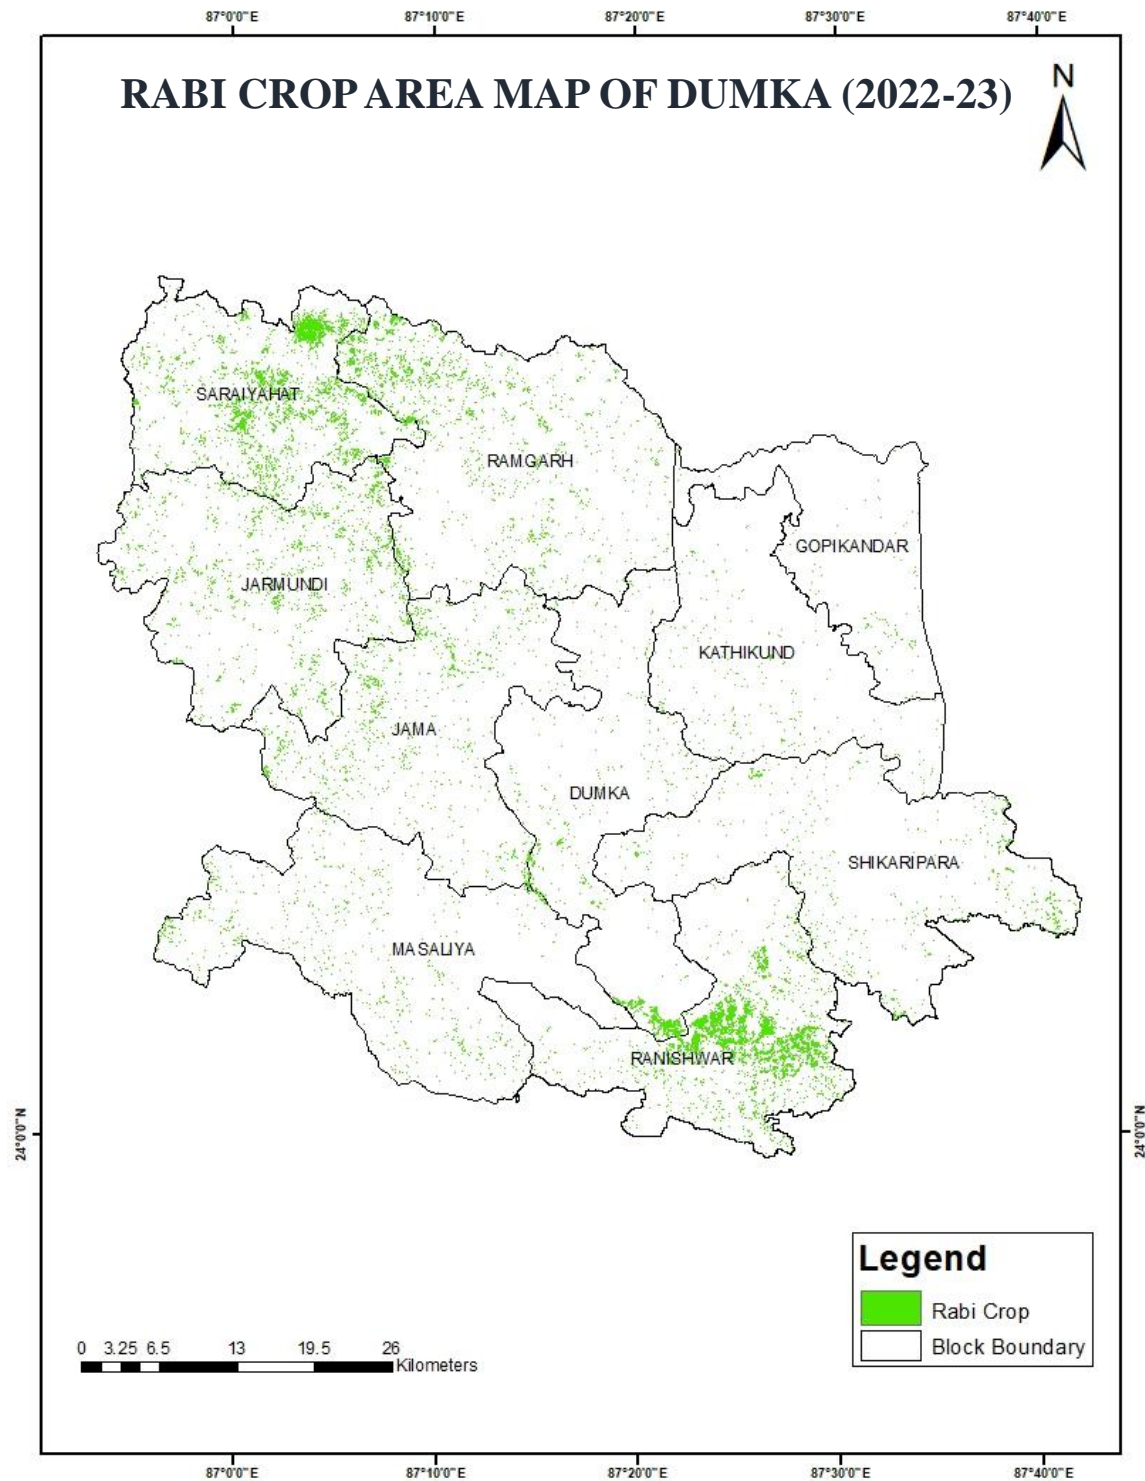 87°0'0"E 87°10'0"E 87°20'0"E 87°30'0"E 87°40'0"E
RABI CROP AREA MAP OF DUMKA (2022-23)
N
SARAIYAHAT
RAMGARH
GOPIKANDAR
JARMUNDI
KATHIKUND
JAMA
DUMKA
SHIKARIPARA
MASALIYA
RANISHWAR
24°0'0"N 24°0'0"N
Legend
Rabi Crop
Block Boundary
0 3.25 6.5 13 19.5 26
Kilometers
87°0'0"E 87°10'0"E 87°20'0"E 87°30'0"E 87°40'0"E